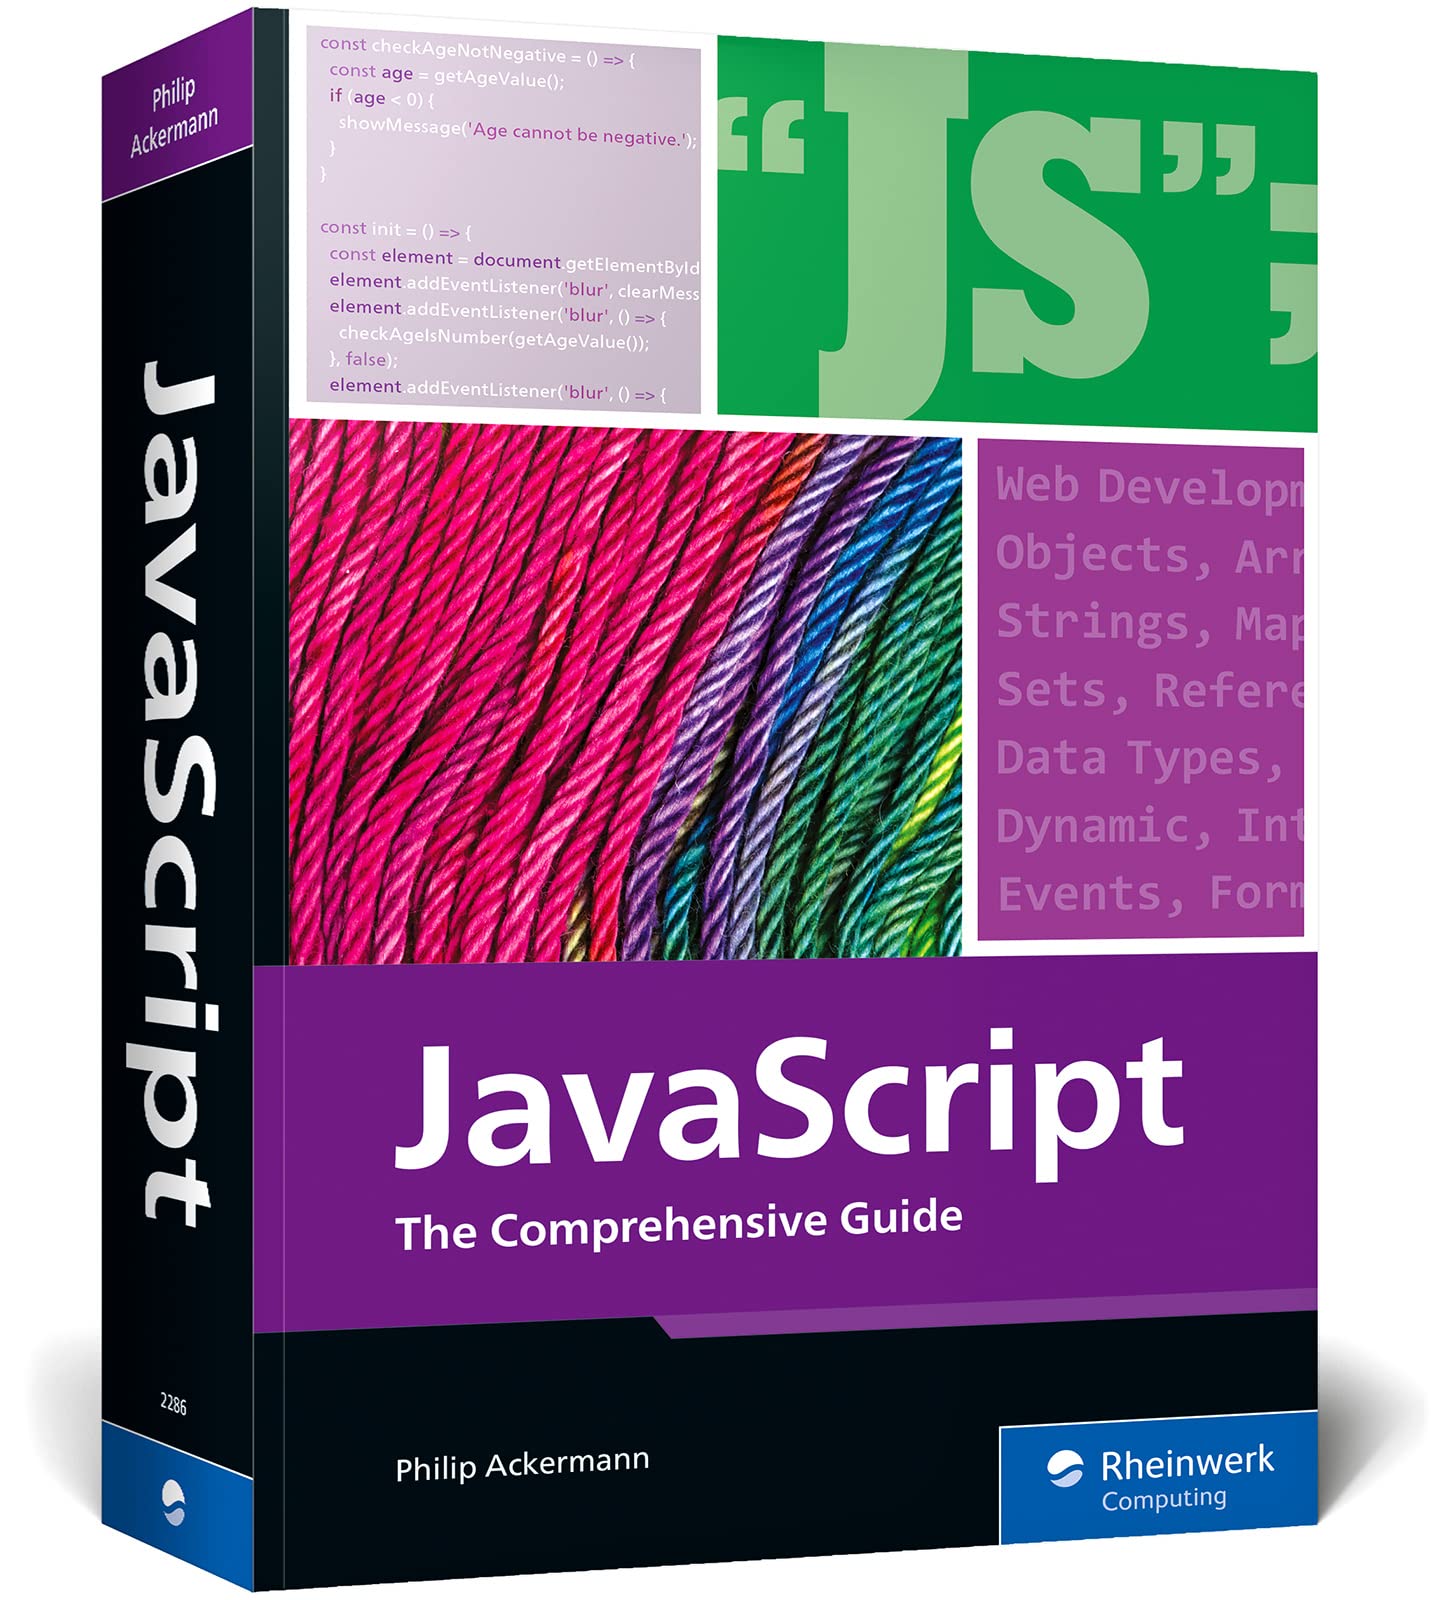 Philip
Ackermann
JavaScript
2286
const checkAgeNotNegative = () => {
const age = getAgeValue();
if (age < 0) {
showMessage('Age cannot be negative.');
}
}
const init = () => {
const element = document.getElementById
element.addEventListener('blur', clearMess
element.addEventListener('blur', () => {
checkAgeIsNumber(getAgeValue());
}, false);
element.addEventListener('blur', () => {
“Js”;
Web Developm
Objects, Arr
Strings, Map
Sets, Refere
Data Types,
Dynamic, Int
Events, Form
JavaScript
The Comprehensive Guide
Philip Ackermann
Rheinwerk
Computing